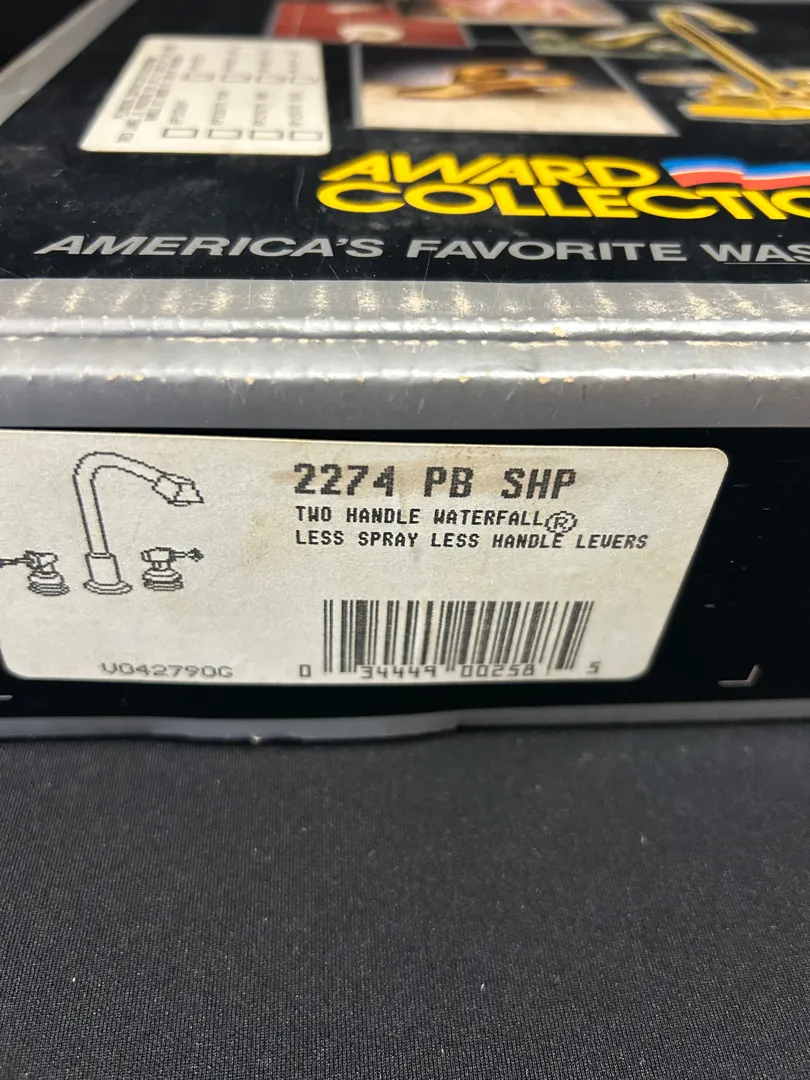 AWARD
COLLECTIO
AMERICA'S FAVORITE WAS
2274 PB SHP
TWO HANDLE WATERFALL®
LESS SPRAY LESS HANDLE LEVERS
V042790G
0 34449 00258 5